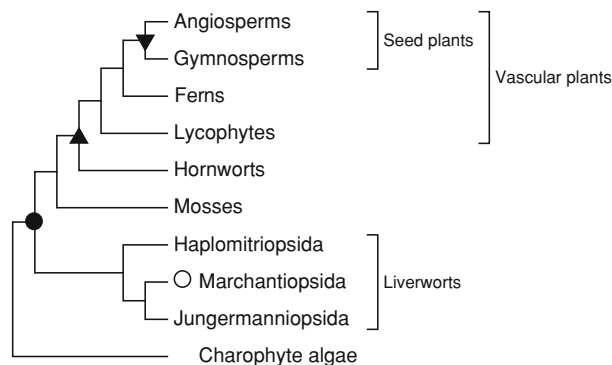 Angiosperms
Gymnosperms
Seed plants
Vascular plants
Ferns
Lycophytes
Hornworts
Mosses
Haplomitriopsida
Marchantiopsida
Liverworts
Jungermanniopsida
Charophyte algae